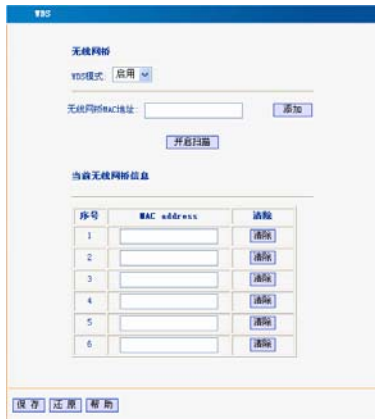 WDS
无线网桥
WDS模式: 启用
无线网桥MAC地址: 添加
开启扫描
当前无线网桥信息
序号 MAC address 清除
1 清除
2 清除
3 清除
4 清除
5 清除
6 清除
保存 还原 帮助